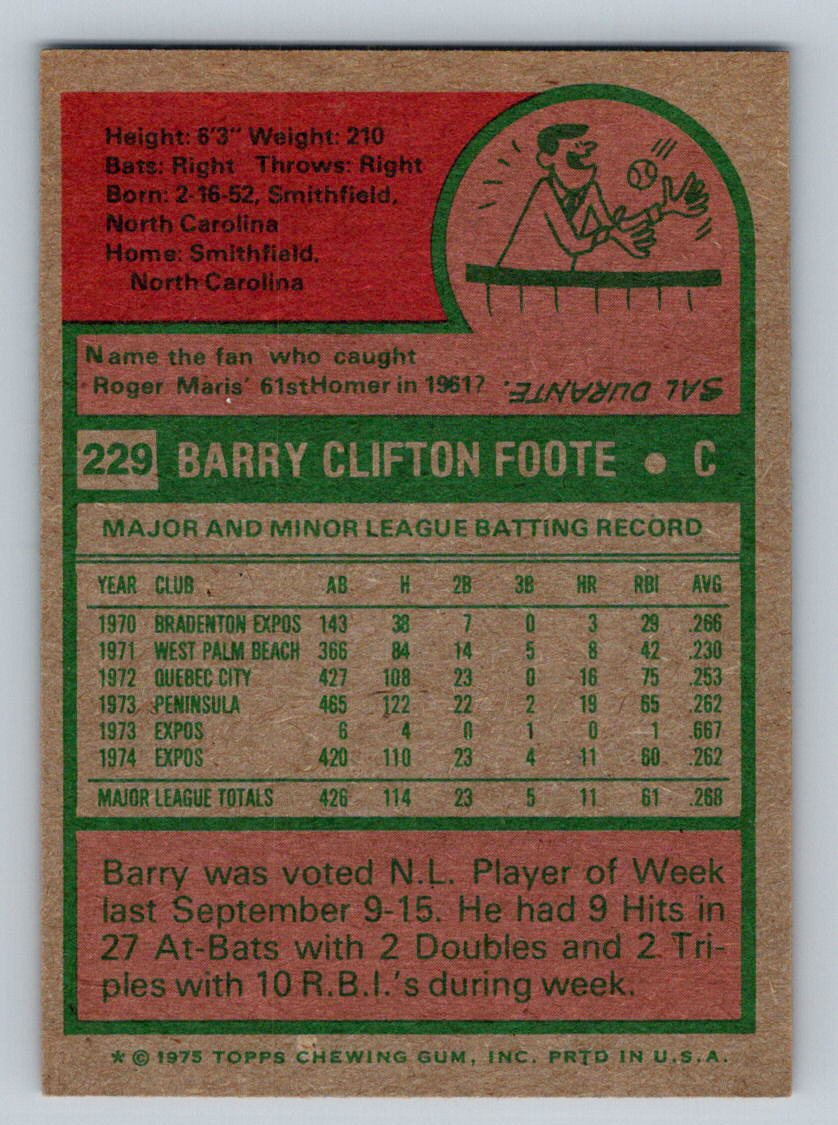 Height: 6'3" Weight: 210
Bats: Right Throws: Right
Born: 2-16-52, Smithfield,
North Carolina
Home: Smithfield,
North Carolina
Name the fan who caught
Roger Maris' 61st Homer in 1961?
SAL DURANTE.
229 BARRY CLIFTON FOOTE • C
MAJOR AND MINOR LEAGUE BATTING RECORD
YEAR CLUB AB H 2B 3B HR RBI AVG
1970 BRADENTON EXPOS 143 38 7 0 3 29 .266
1971 WEST PALM BEACH 366 84 14 5 8 42 .230
1972 QUEBEC CITY 427 108 23 0 16 75 .253
1973 PENINSULA 465 122 22 2 19 65 .262
1973 EXPOS 6 4 0 1 0 1 .667
1974 EXPOS 420 110 23 4 11 60 .262
MAJOR LEAGUE TOTALS 426 114 23 5 11 61 .268
Barry was voted N.L. Player of Week
last September 9-15. He had 9 Hits in
27 At-Bats with 2 Doubles and 2 Tri-
ples with 10 R.B.I.'s during week.
* © 1975 TOPPS CHEWING GUM, INC. PRTD IN U.S.A.